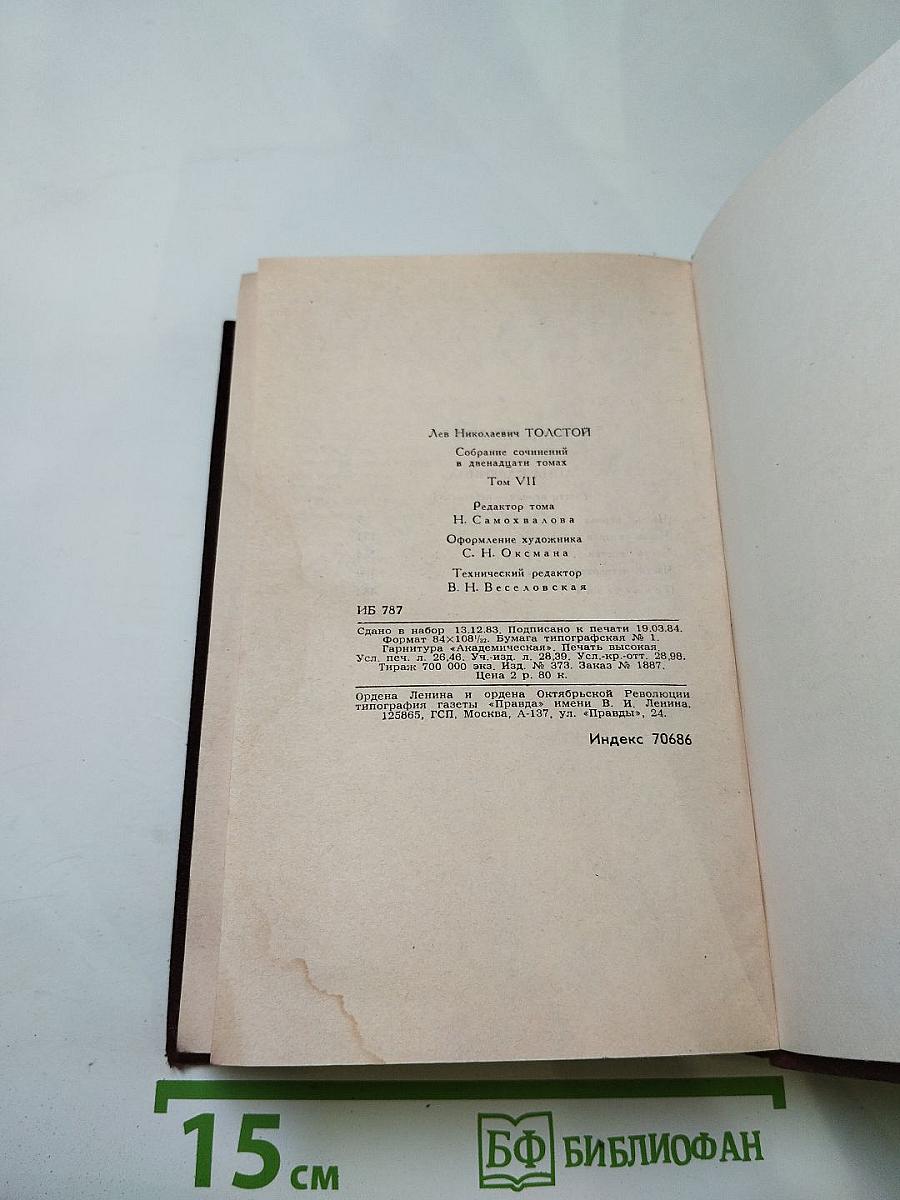 Лев Николаевич ТОЛСТОЙ
Собрание сочинений
в двенадцати томах
Том VII
Редактор тома
Н. Самохвалова
Оформление художника
С. Н. Оксмана
Технический редактор
В. Н. Веселовская
ИБ 787
Сдано в набор 13.12.83. Подписано к печати 19.03.84.
Формат 84×108¹/₃₂. Бумага типографская № 1.
Гарнитура «Академическая». Печать высокая.
Усл. печ. л. 26,46. Уч.-изд. л. 28,39. Усл.-кр.-отт. 28,98.
Тираж 700 000 экз. Изд. № 373. Заказ № 1887.
Цена 2 р. 80 к.
Ордена Ленина и ордена Октябрьской Революции
типография газеты «Правда» имени В. И. Ленина.
125865, ГСП, Москва, А-137, ул. «Правды», 24.
Индекс 70686
15 см
БФ БИБЛИОФАН